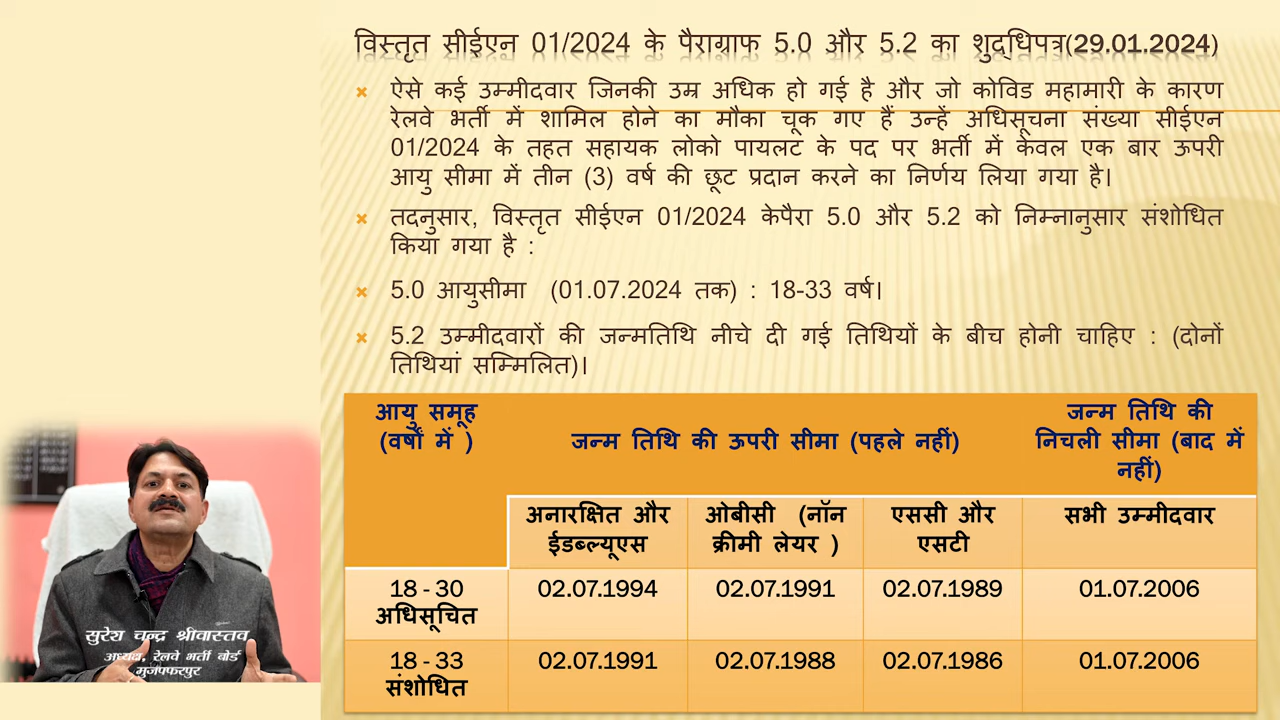 विस्तृत सीईएन 01/2024 के पैराग्राफ 5.0 और 5.2 का शुद्धिपत्र(29.01.2024)
ऐसे कई उम्मीदवार जिनकी उम्र अधिक हो गई है और जो कोविड महामारी के कारण
रेलवे भर्ती में शामिल होने का मौका चूक गए हैं उन्हें अधिसूचना संख्या सीईएन
01/2024 के तहत सहायक लोको पायलट के पद पर भर्ती में केवल एक बार ऊपरी
आयु सीमा में तीन (3) वर्ष की छूट प्रदान करने का निर्णय लिया गया है।
तदनुसार, विस्तृत सीईएन 01/2024 केपैरा 5.0 और 5.2 को निम्नानुसार संशोधित
किया गया है :
5.0 आयुसीमा (01.07.2024 तक) : 18-33 वर्ष।
5.2 उम्मीदवारों की जन्मतिथि नीचे दी गई तिथियों के बीच होनी चाहिए : (दोनों
तिथियां सम्मिलित)।
आयु समूह
(वर्षों में )
जन्म तिथि की ऊपरी सीमा (पहले नहीं)
जन्म तिथि की
निचली सीमा (बाद में
नहीं)
अनारक्षित और
ईडब्ल्यूएस
ओबीसी (नॉन
क्रीमी लेयर )
एससी और
एसटी
सभी उम्मीदवार
18 - 30
अधिसूचित
02.07.1994
02.07.1991
02.07.1989
01.07.2006
18 - 33
संशोधित
02.07.1991
02.07.1988
02.07.1986
01.07.2006
सुरेश चन्द्र श्रीवास्तव
अध्यक्ष, रेलवे भर्ती बोर्ड
मुजफ्फरपुर